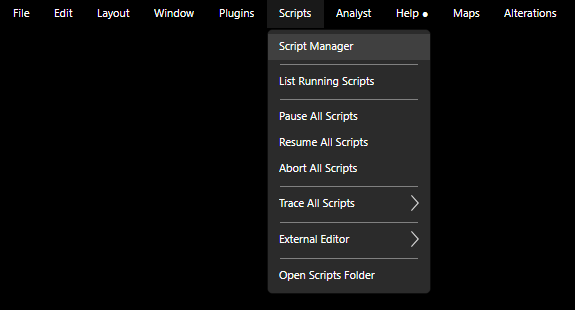 File Edit Layout Window Plugins Scripts Analyst Help ● Maps Alterations
Script Manager
List Running Scripts
Pause All Scripts
Resume All Scripts
Abort All Scripts
Trace All Scripts
External Editor
Open Scripts Folder